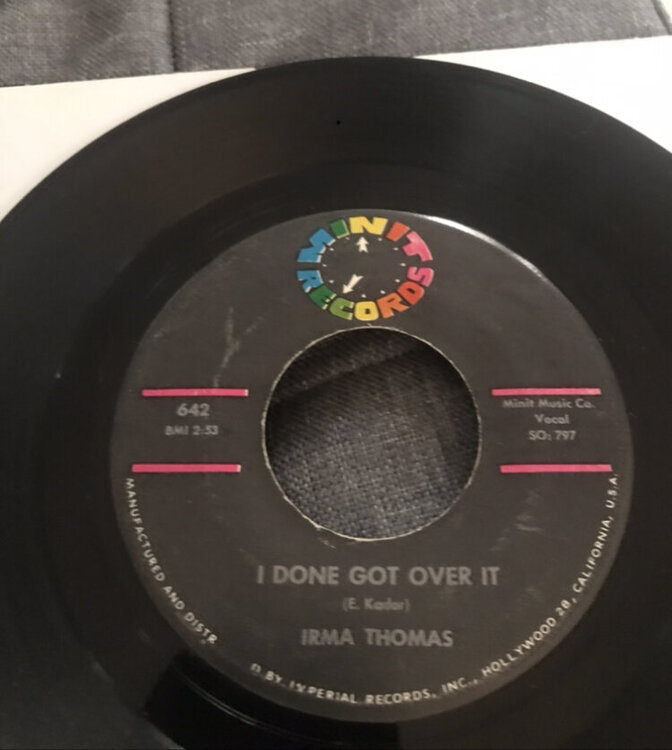 MINIT
RECORDS
642
BMI 2:53
Minit Music Co.
Vocal
SO: 797
I DONE GOT OVER IT
(E. Kador)
IRMA THOMAS
MANUFACTURED AND DISTR D BY IMPERIAL RECORDS, INC., HOLLYWOOD 28, CALIFORNIA, U.S.A.